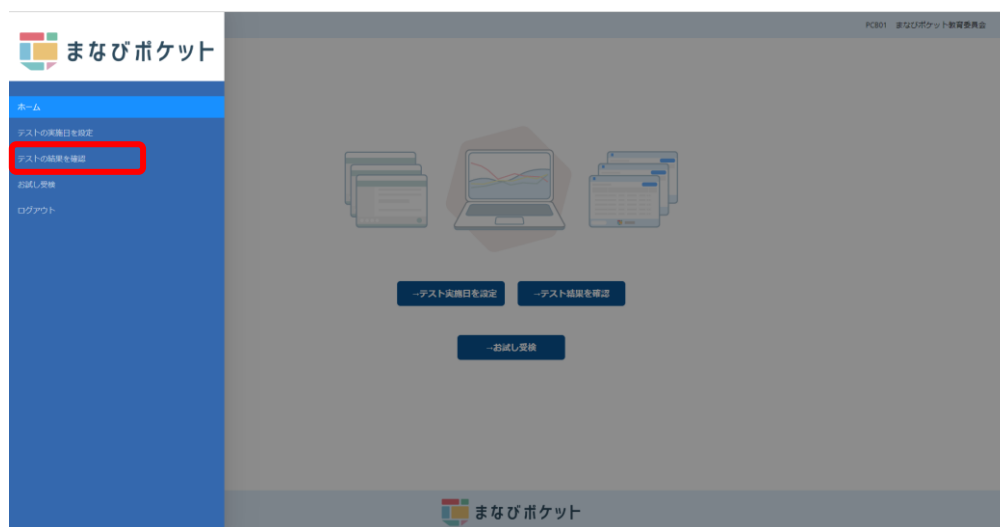 まなびポケット
PCB01 まなびポケット教育委員会
ホーム
テストの実施日を設定
テストの結果を確認
お試し受検
ログアウト
→テスト実施日を設定
→テスト結果を確認
→お試し受検
まなびポケット